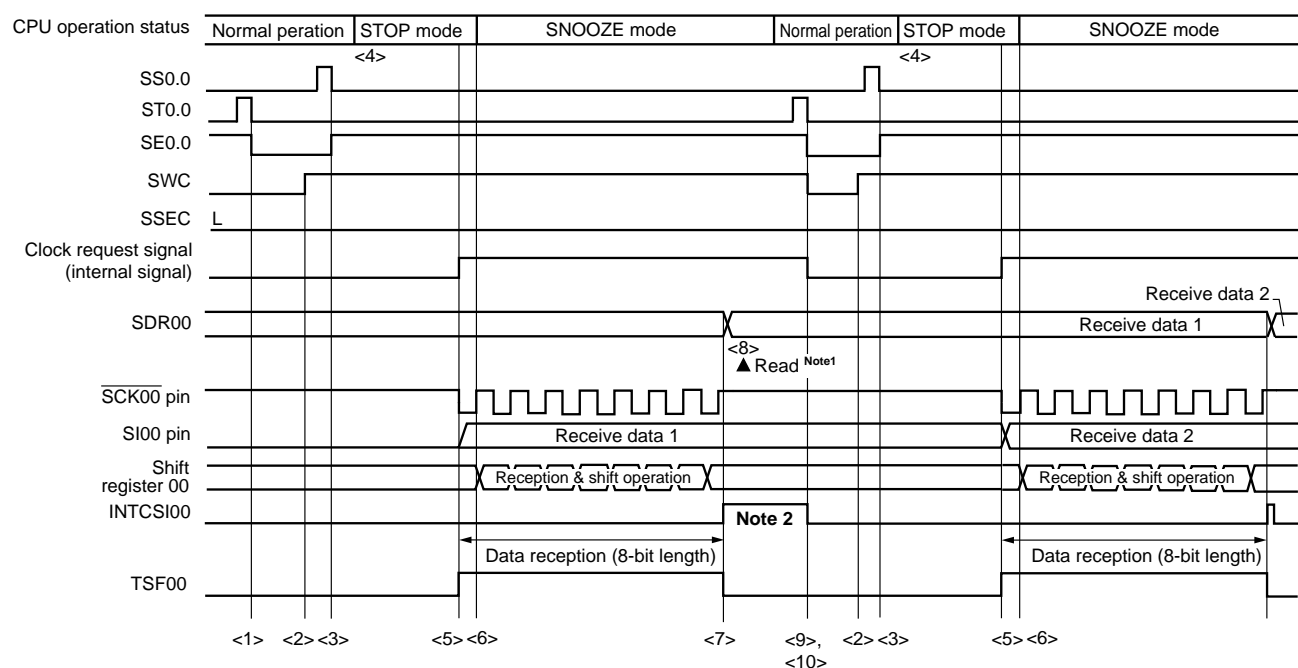 CPU operation status Normal peration STOP mode SNOOZE mode Normal peration STOP mode SNOOZE mode
<4> <4>
SS0.0
ST0.0
SE0.0
SWC
SSEC L
Clock request signal
(internal signal)
Receive data 2
SDR00 Receive data 1
<8>
▲ Read Note1
SCK00 pin
SI00 pin Receive data 1 Receive data 2
Shift
register 00 Reception & shift operation Reception & shift operation
INTCSI00 Note 2
Data reception (8-bit length) Data reception (8-bit length)
TSF00
<1> <2> <3> <5> <6> <7> <9>, <2> <3> <5> <6>
<10>